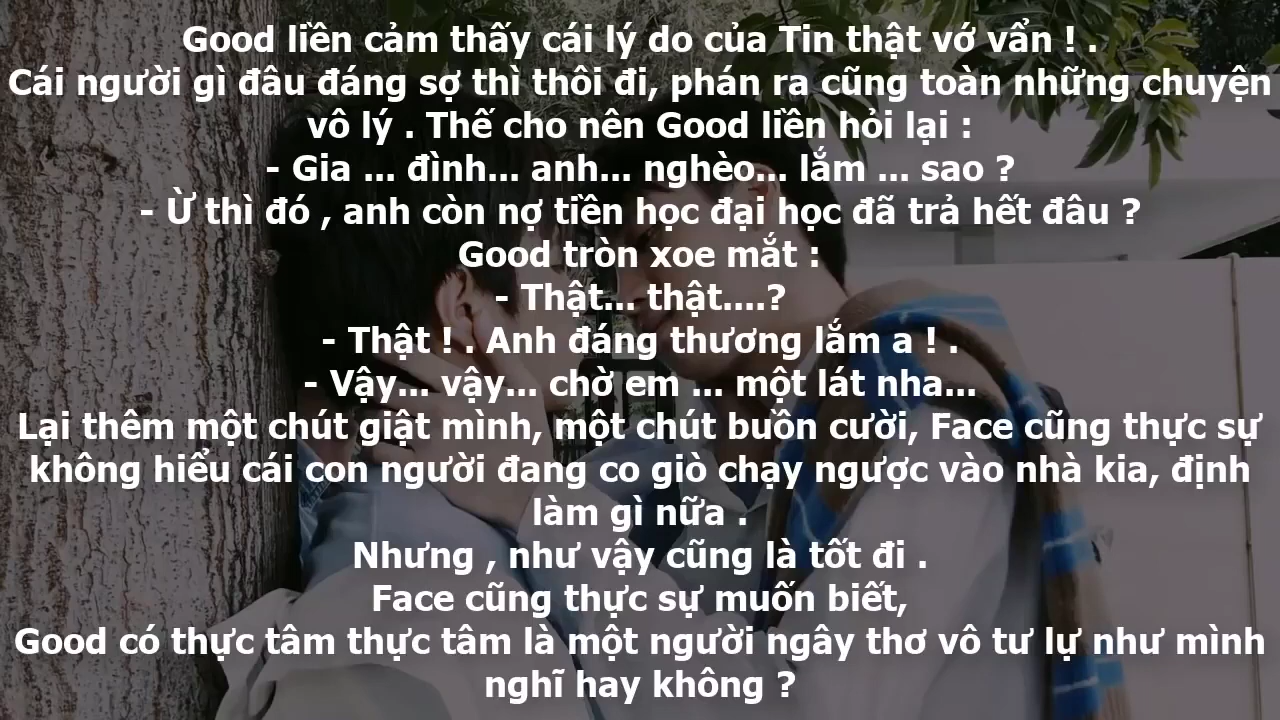 Good liền cảm thấy cái lý do của Tin thật vớ vẩn ! .
Cái người gì đâu đáng sợ thì thôi đi, phán ra cũng toàn những chuyện
vô lý . Thế cho nên Good liền hỏi lại :
- Gia ... đình... anh... nghèo... lắm ... sao ?
- Ừ thì đó , anh còn nợ tiền học đại học đã trả hết đâu ?
Good tròn xoe mắt :
- Thật... thật....?
- Thật ! . Anh đáng thương lắm a ! .
- Vậy... vậy... chờ em ... một lát nha...
Lại thêm một chút giật mình, một chút buồn cười, Face cũng thực sự
không hiểu cái con người đang co giò chạy ngược vào nhà kia, định
làm gì nữa .
Nhưng , như vậy cũng là tốt đi .
Face cũng thực sự muốn biết,
Good có thực tâm thực tâm là một người ngây thơ vô tư lự như mình
nghĩ hay không ?